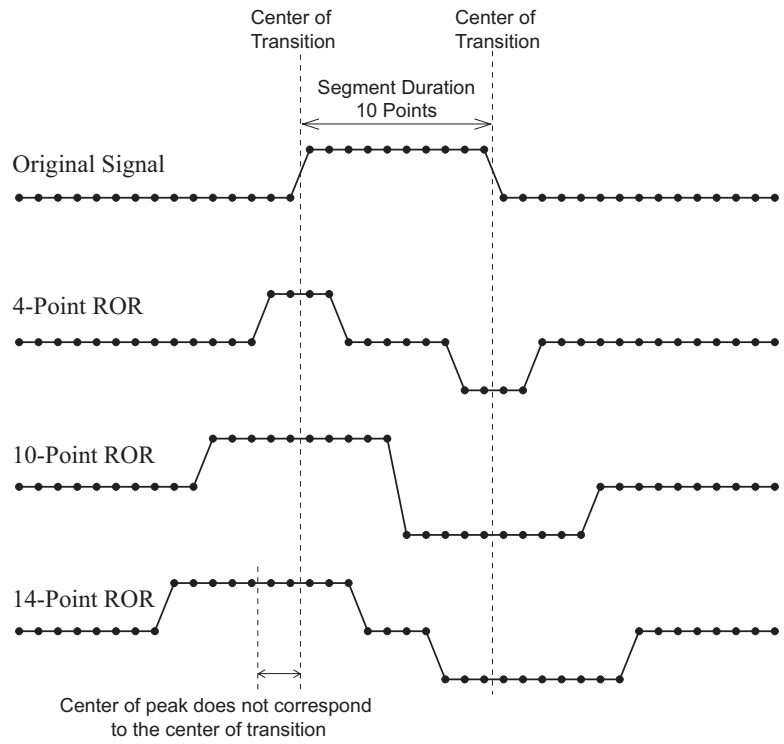 Center of
Transition
Center of
Transition
Segment Duration
10 Points
Original Signal
4-Point ROR
10-Point ROR
14-Point ROR
Center of peak does not correspond
to the center of transition